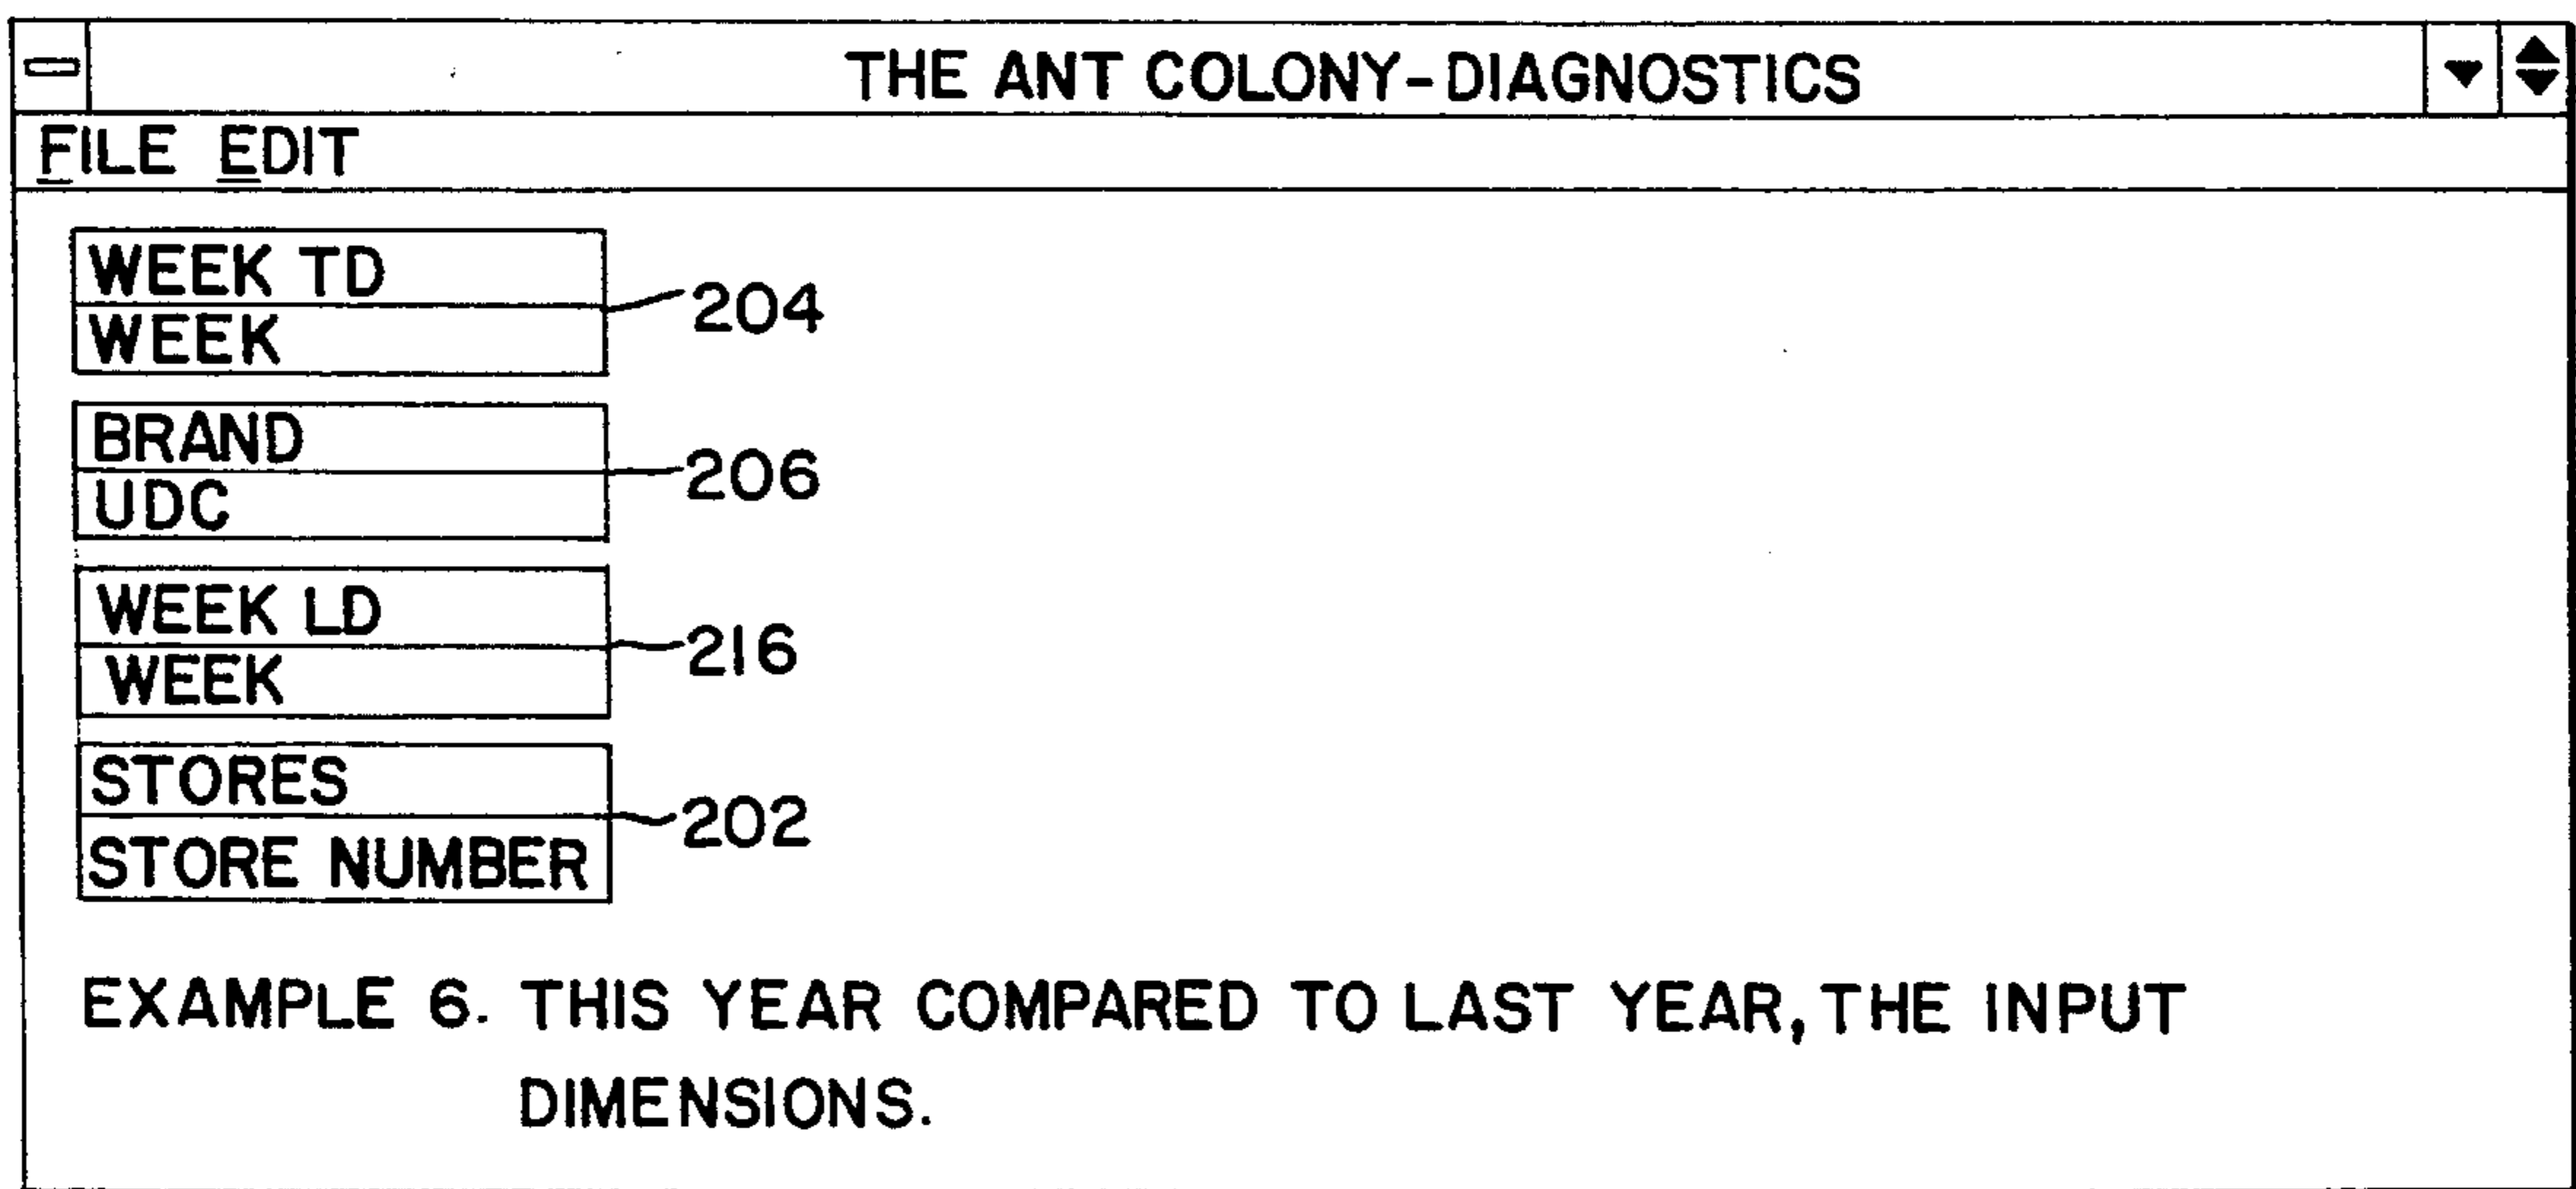 THE ANT COLONY-DIAGNOSTICS
FILE EDIT
WEEK TD
WEEK
204
BRAND
UDC
206
WEEK LD
WEEK
216
STORES
STORE NUMBER
202
EXAMPLE 6. THIS YEAR COMPARED TO LAST YEAR, THE INPUT
DIMENSIONS.